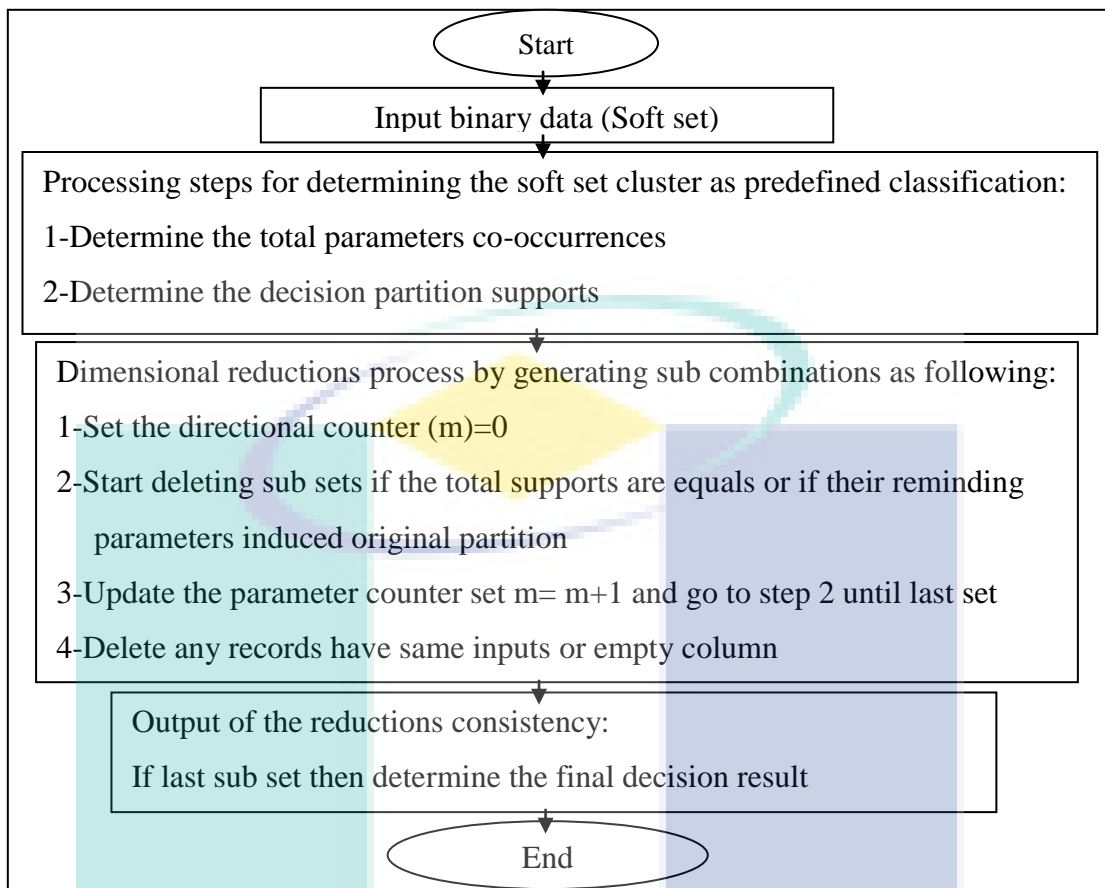 Start
Input binary data (Soft set)
Processing steps for determining the soft set cluster as predefined classification:
1-Determine the total parameters co-occurrences
2-Determine the decision partition supports
Dimensional reductions process by generating sub combinations as following:
1-Set the directional counter (m)=0
2-Start deleting sub sets if the total supports are equals or if their reminding
parameters induced original partition
3-Update the parameter counter set m= m+1 and go to step 2 until last set
4-Delete any records have same inputs or empty column
Output of the reductions consistency:
If last sub set then determine the final decision result
End